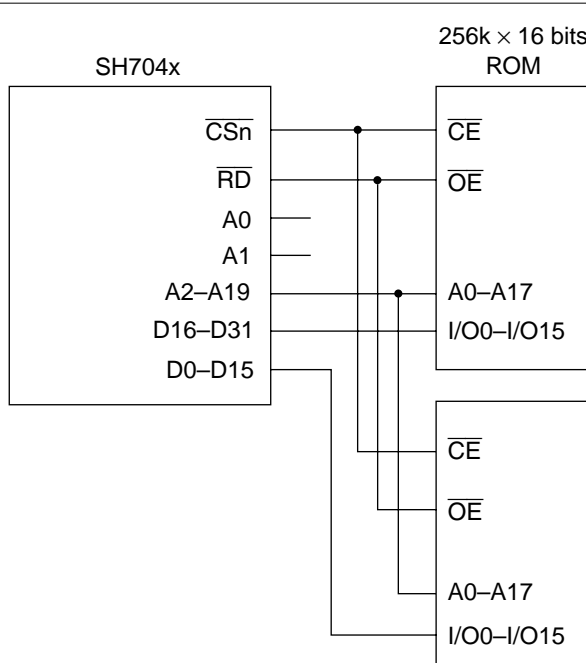 256k × 16 bits
SH704x
ROM
CSn
CE
RD
OE
A0
A1
A2–A19
A0–A17
D16–D31
I/O0–I/O15
D0–D15
CE
OE
A0–A17
I/O0–I/O15